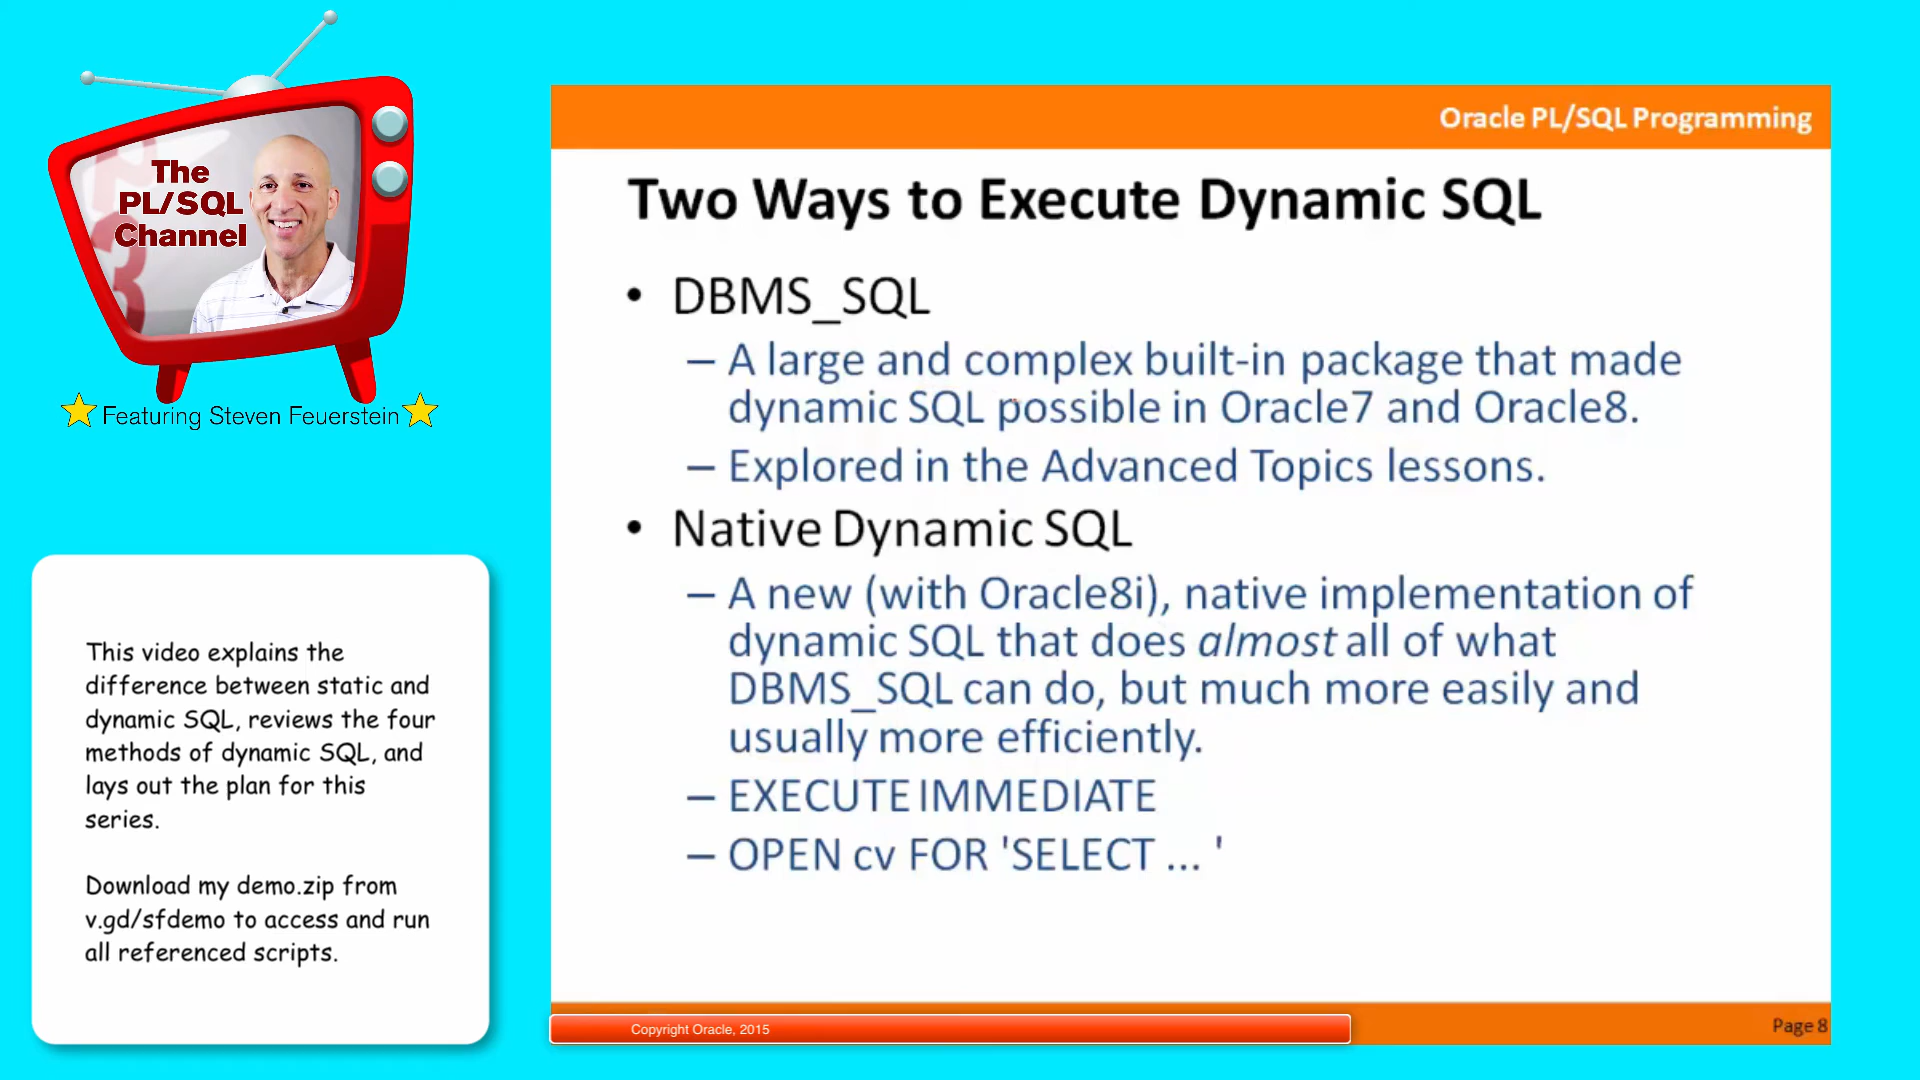 The
PL/SQL
Channel
Featuring Steven Feuerstein
This video explains the
difference between static and
dynamic SQL, reviews the four
methods of dynamic SQL, and
lays out the plan for this
series.
Download my demo.zip from
v.gd/sfdemo to access and run
all referenced scripts.
Oracle PL/SQL Programming
Two Ways to Execute Dynamic SQL
• DBMS_SQL
– A large and complex built-in package that made
dynamic SQL possible in Oracle7 and Oracle8.
– Explored in the Advanced Topics lessons.
• Native Dynamic SQL
– A new (with Oracle8i), native implementation of
dynamic SQL that does almost all of what
DBMS_SQL can do, but much more easily and
usually more efficiently.
– EXECUTE IMMEDIATE
– OPEN cv FOR 'SELECT ... '
Copyright Oracle, 2015
Page 8